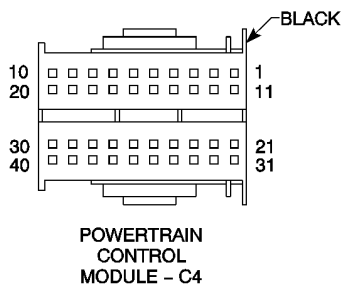 BLACK
10 1
20 11
30 21
40 31
POWERTRAIN
CONTROL
MODULE – C4